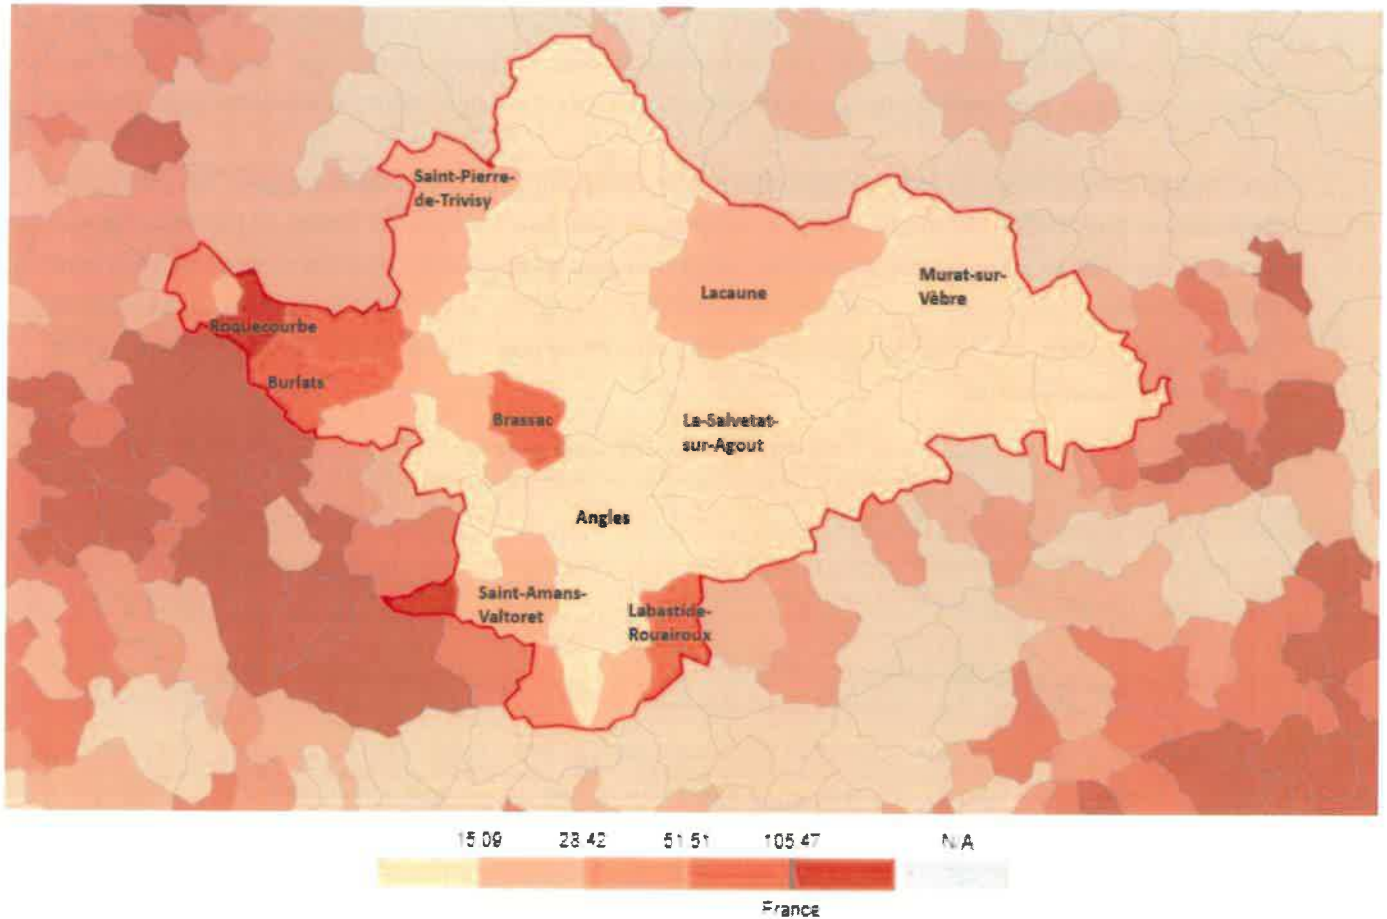 Saint-Pierre-
de-Trivisy
Murat-sur-
Vèbre
Lacaune
Roquecourbe
Burlats
Brassac
La-Salvetat-
sur-Agout
Angles
Saint-Amans-
Valtoret
Labastide-
Rouairoux
15.09 28.42 51.51 105.47 N/A
France